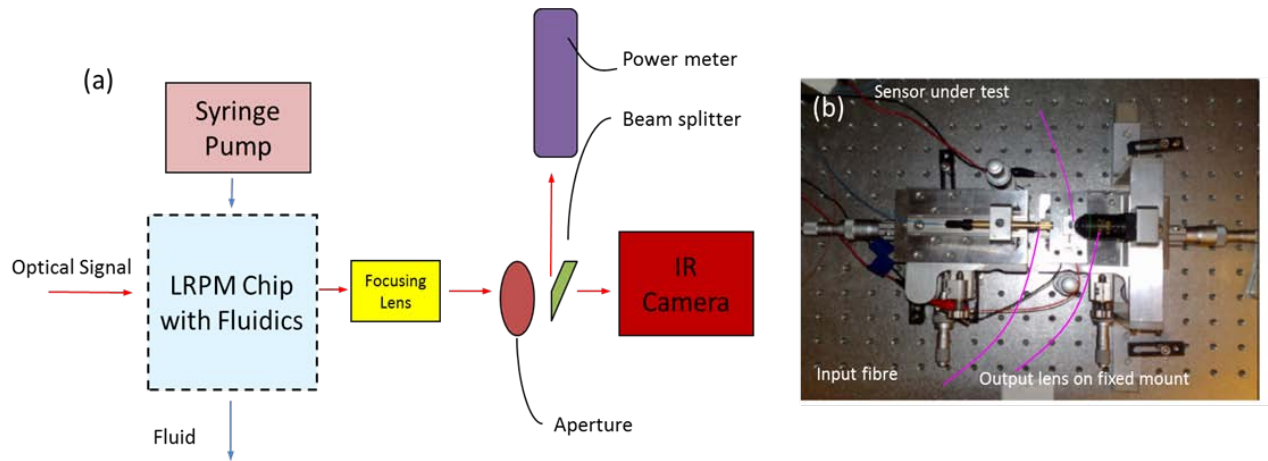 (a)
Syringe
Pump
Optical Signal
LRPM Chip
with Fluidics
Fluid
Focusing
Lens
Aperture
Power meter
Beam splitter
IR
Camera
(b)
Sensor under test
Input fibre
Output lens on fixed mount